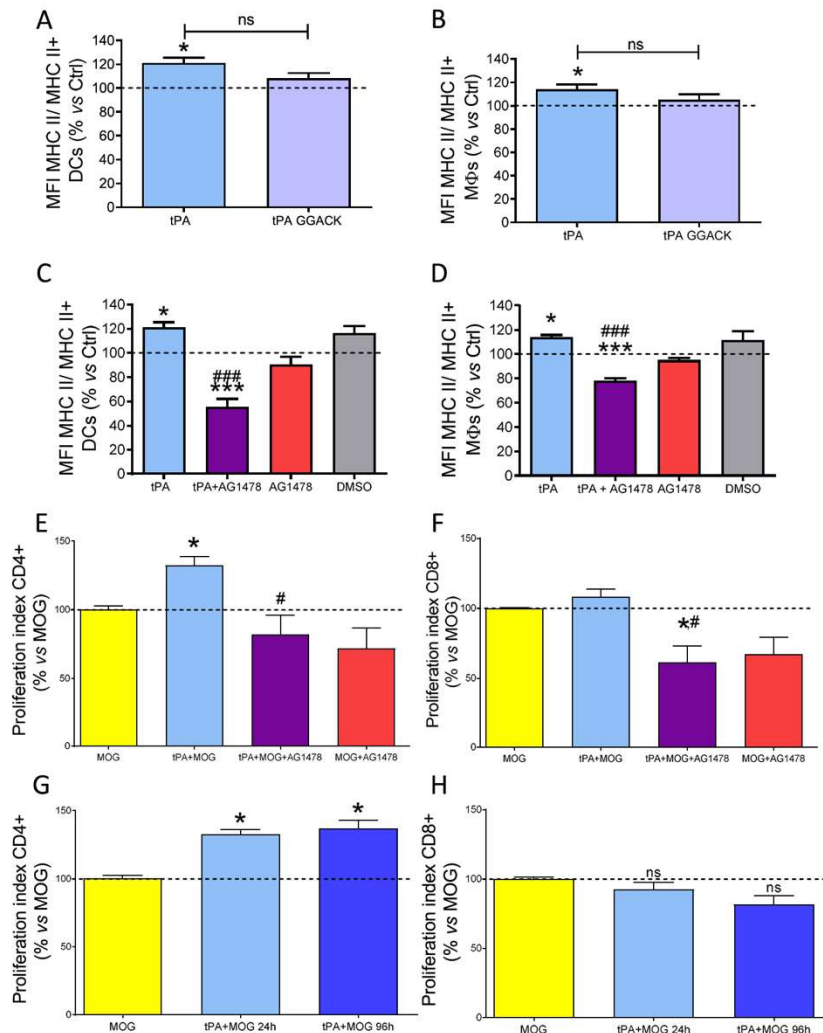 A
ns
MFI MHC II/ MHC II+
DCs (% vs Ctrl)
140
120
100
80
60
40
20
0
*
tPA
tPA GGACK
B
ns
MFI MHC II/ MHC II+
MΦs (% vs Ctrl)
140
120
100
80
60
40
20
0
*
tPA
tPA GGACK
C
MFI MHC II/ MHC II+
DCs (% vs Ctrl)
140
120
100
80
60
40
20
0
*
###
***
tPA
tPA+AG1478
AG1478
DMSO
D
MFI MHC II/ MHC II+
MΦs (% vs Ctrl)
140
120
100
80
60
40
20
0
*
###
***
tPA
tPA + AG1478
AG1478
DMSO
E
Proliferation index CD4+
(% vs MOG)
150
100
50
0
*
#
MOG
tPA+MOG
tPA+MOG+AG1478
MOG+AG1478
F
Proliferation index CD8+
(% vs MOG)
150
100
50
0
*#
MOG
tPA+MOG
tPA+MOG+AG1478
MOG+AG1478
G
Proliferation index CD4+
(% vs MOG)
150
100
50
0
*
*
MOG
tPA+MOG 24h
tPA+MOG 96h
H
Proliferation index CD8+
(% vs MOG)
150
100
50
0
ns
ns
MOG
tPA+MOG 24h
tPA+MOG 96h